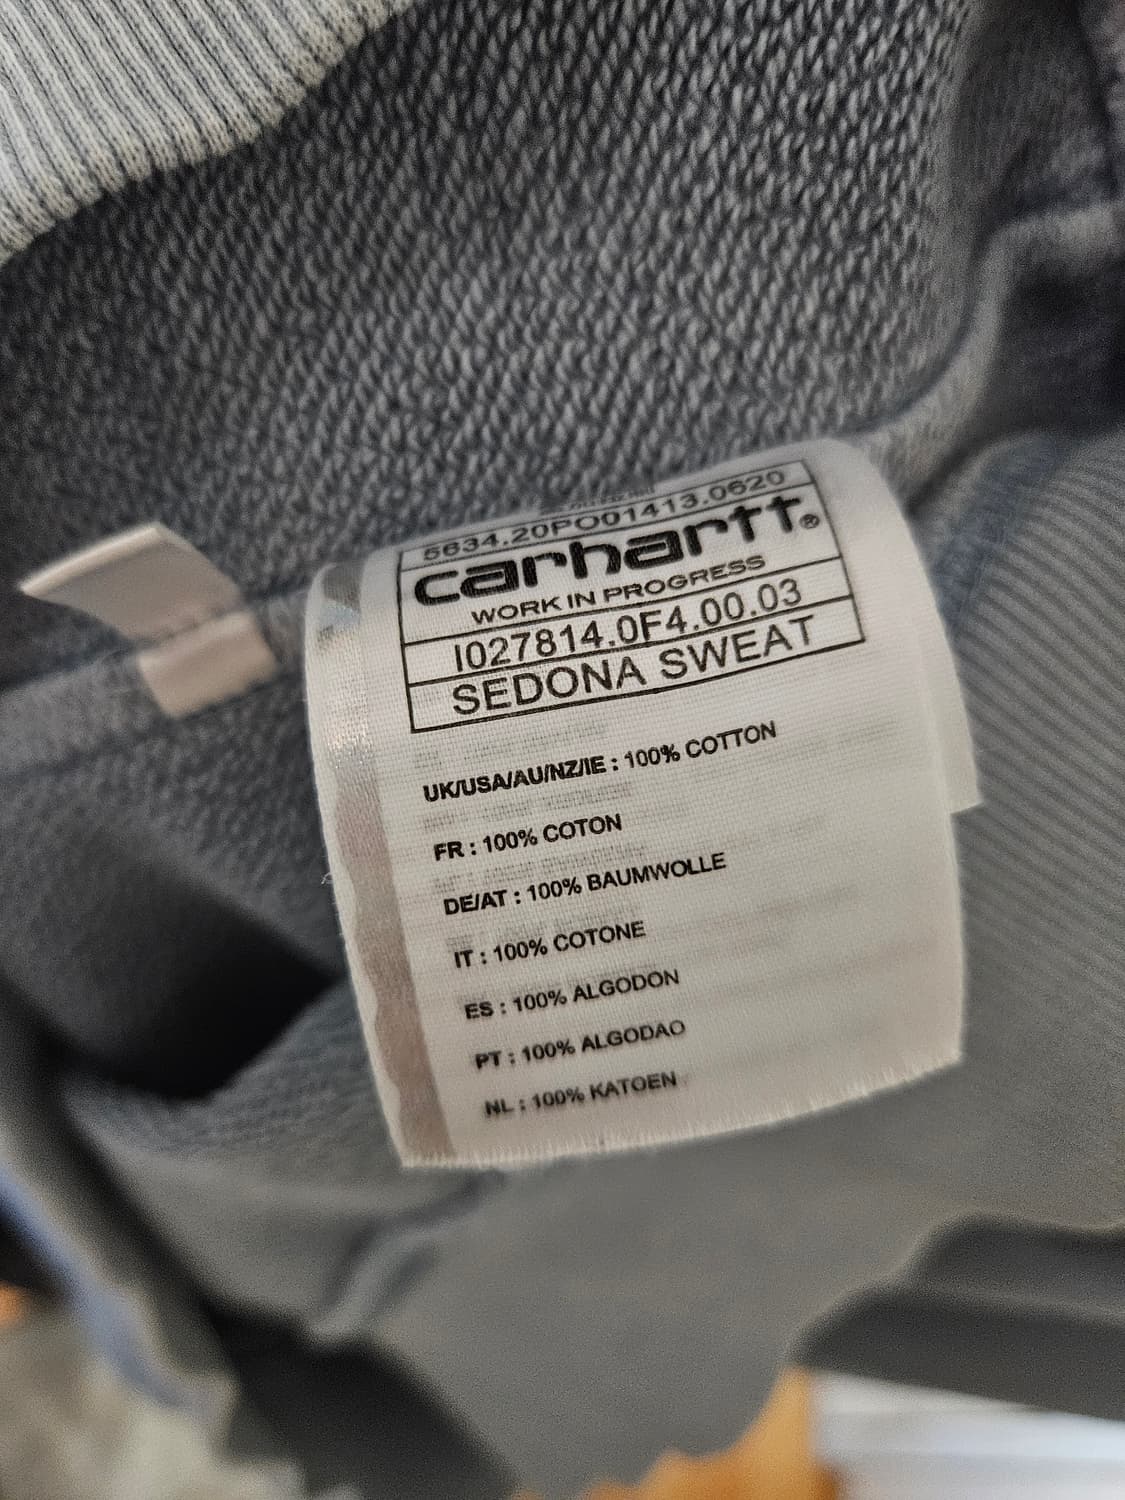 5634.20PO01413.0620
carhartt®
WORK IN PROGRESS
I027814.0F4.00.03
SEDONA SWEAT
UK/USA/AU/NZ/IE : 100% COTTON
FR : 100% COTON
DE/AT : 100% BAUMWOLLE
IT : 100% COTONE
ES : 100% ALGODON
PT : 100% ALGODAO
NL : 100% KATOEN